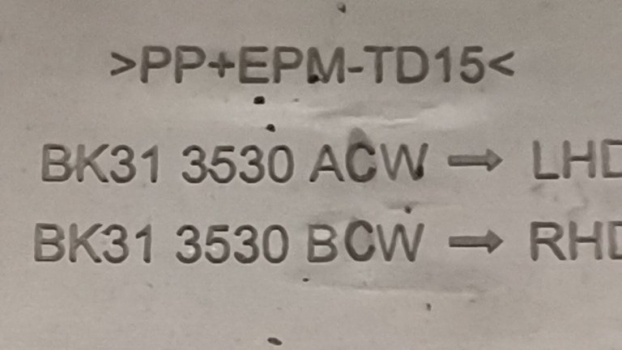 >PP+EPM-TD15<
BK31 3530 ACW → LHD
BK31 3530 BCW → RHD